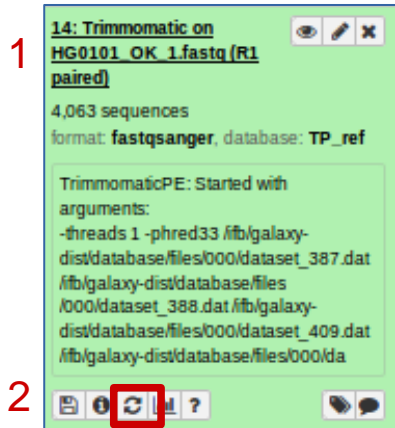 1
14: Trimmomatic on
HG0101_OK_1.fastq (R1
paired)
4,063 sequences
format: fastqsanger, database: TP_ref
TrimmomaticPE: Started with
arguments:
-threads 1 -phred33 /ifb/galaxy-
dist/database/files/000/dataset_387.dat
/ifb/galaxy-dist/database/files
/000/dataset_388.dat /ifb/galaxy-
dist/database/files/000/dataset_409.dat
/ifb/galaxy-dist/database/files/000/da
2
?